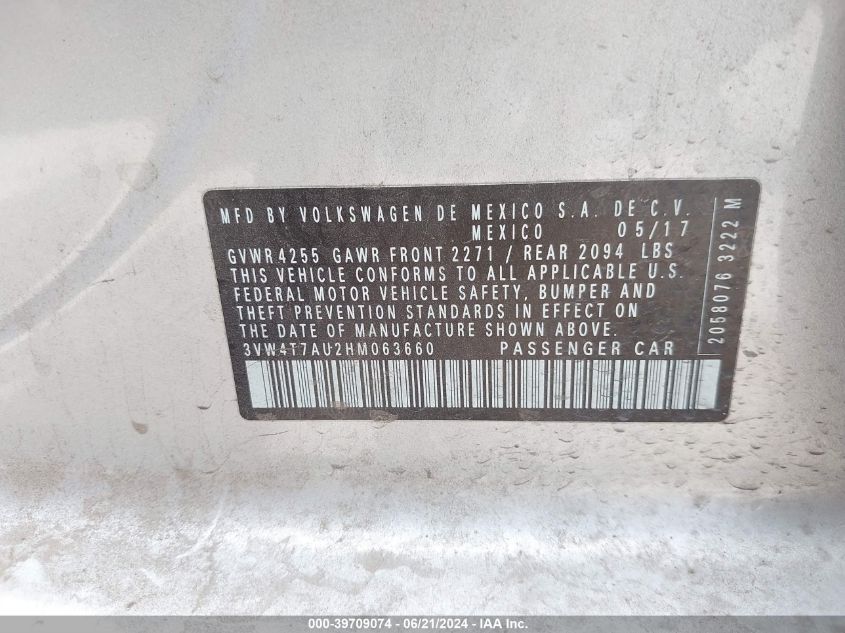 MFD BY VOLKSWAGEN DE MEXICO S.A. DE C.V.
MEXICO 05/17
GVWR 4255 GAWR FRONT 2271 / REAR 2094 LBS
THIS VEHICLE CONFORMS TO ALL APPLICABLE U.S.
FEDERAL MOTOR VEHICLE SAFETY, BUMPER AND
THEFT PREVENTION STANDARDS IN EFFECT ON
THE DATE OF MANUFACTURE SHOWN ABOVE.
3VW4T7AU2HM063660 PASSENGER CAR
2058076 3222 M
000-39709074 / 06/21/2024 - IAA Inc.